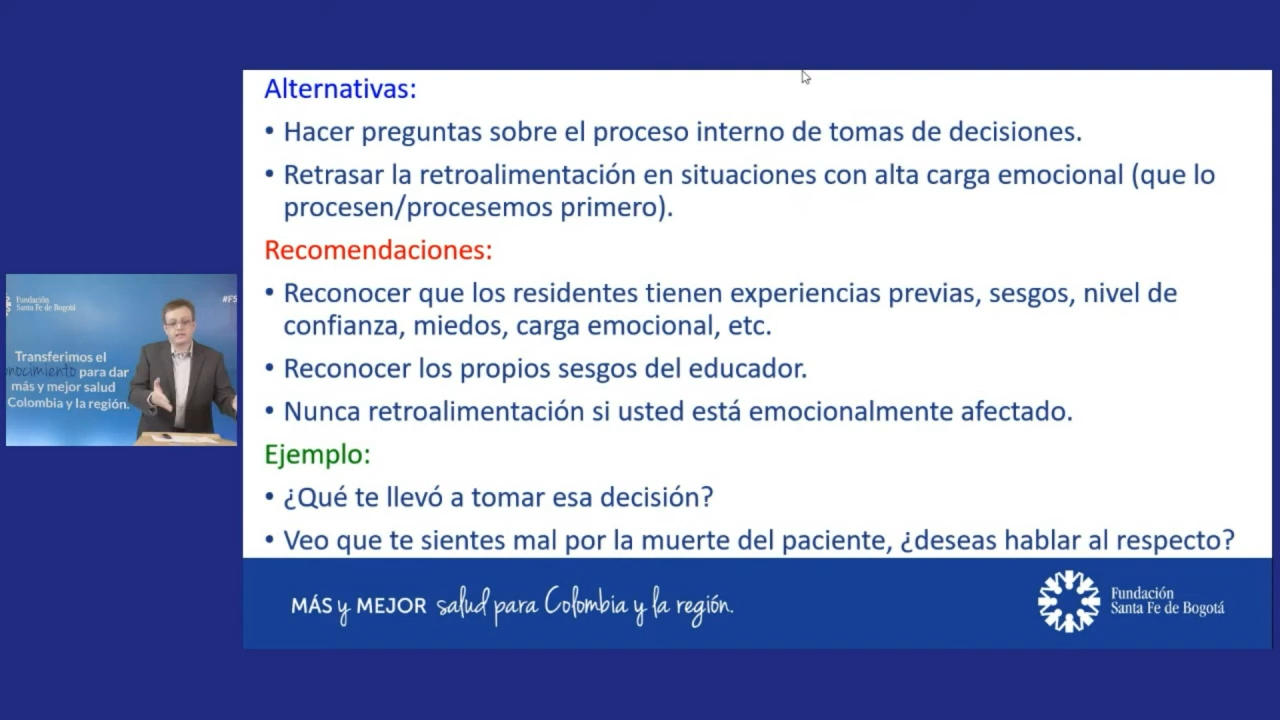 Alternativas:
• Hacer preguntas sobre el proceso interno de tomas de decisiones.
• Retrasar la retroalimentación en situaciones con alta carga emocional (que lo
procesen/procesemos primero).
Recomendaciones:
• Reconocer que los residentes tienen experiencias previas, sesgos, nivel de
confianza, miedos, carga emocional, etc.
• Reconocer los propios sesgos del educador.
• Nunca retroalimentación si usted está emocionalmente afectado.
Ejemplo:
• ¿Qué te llevó a tomar esa decisión?
• Veo que te sientes mal por la muerte del paciente, ¿deseas hablar al respecto?
MÁS y MEJOR salud para Colombia y la región.
Fundación
Santa Fe de Bogotá
Fundación
Santa Fe de Bogotá
#FS
Transferimos el
onocimiento para dar
más y mejor salud
Colombia y la región.